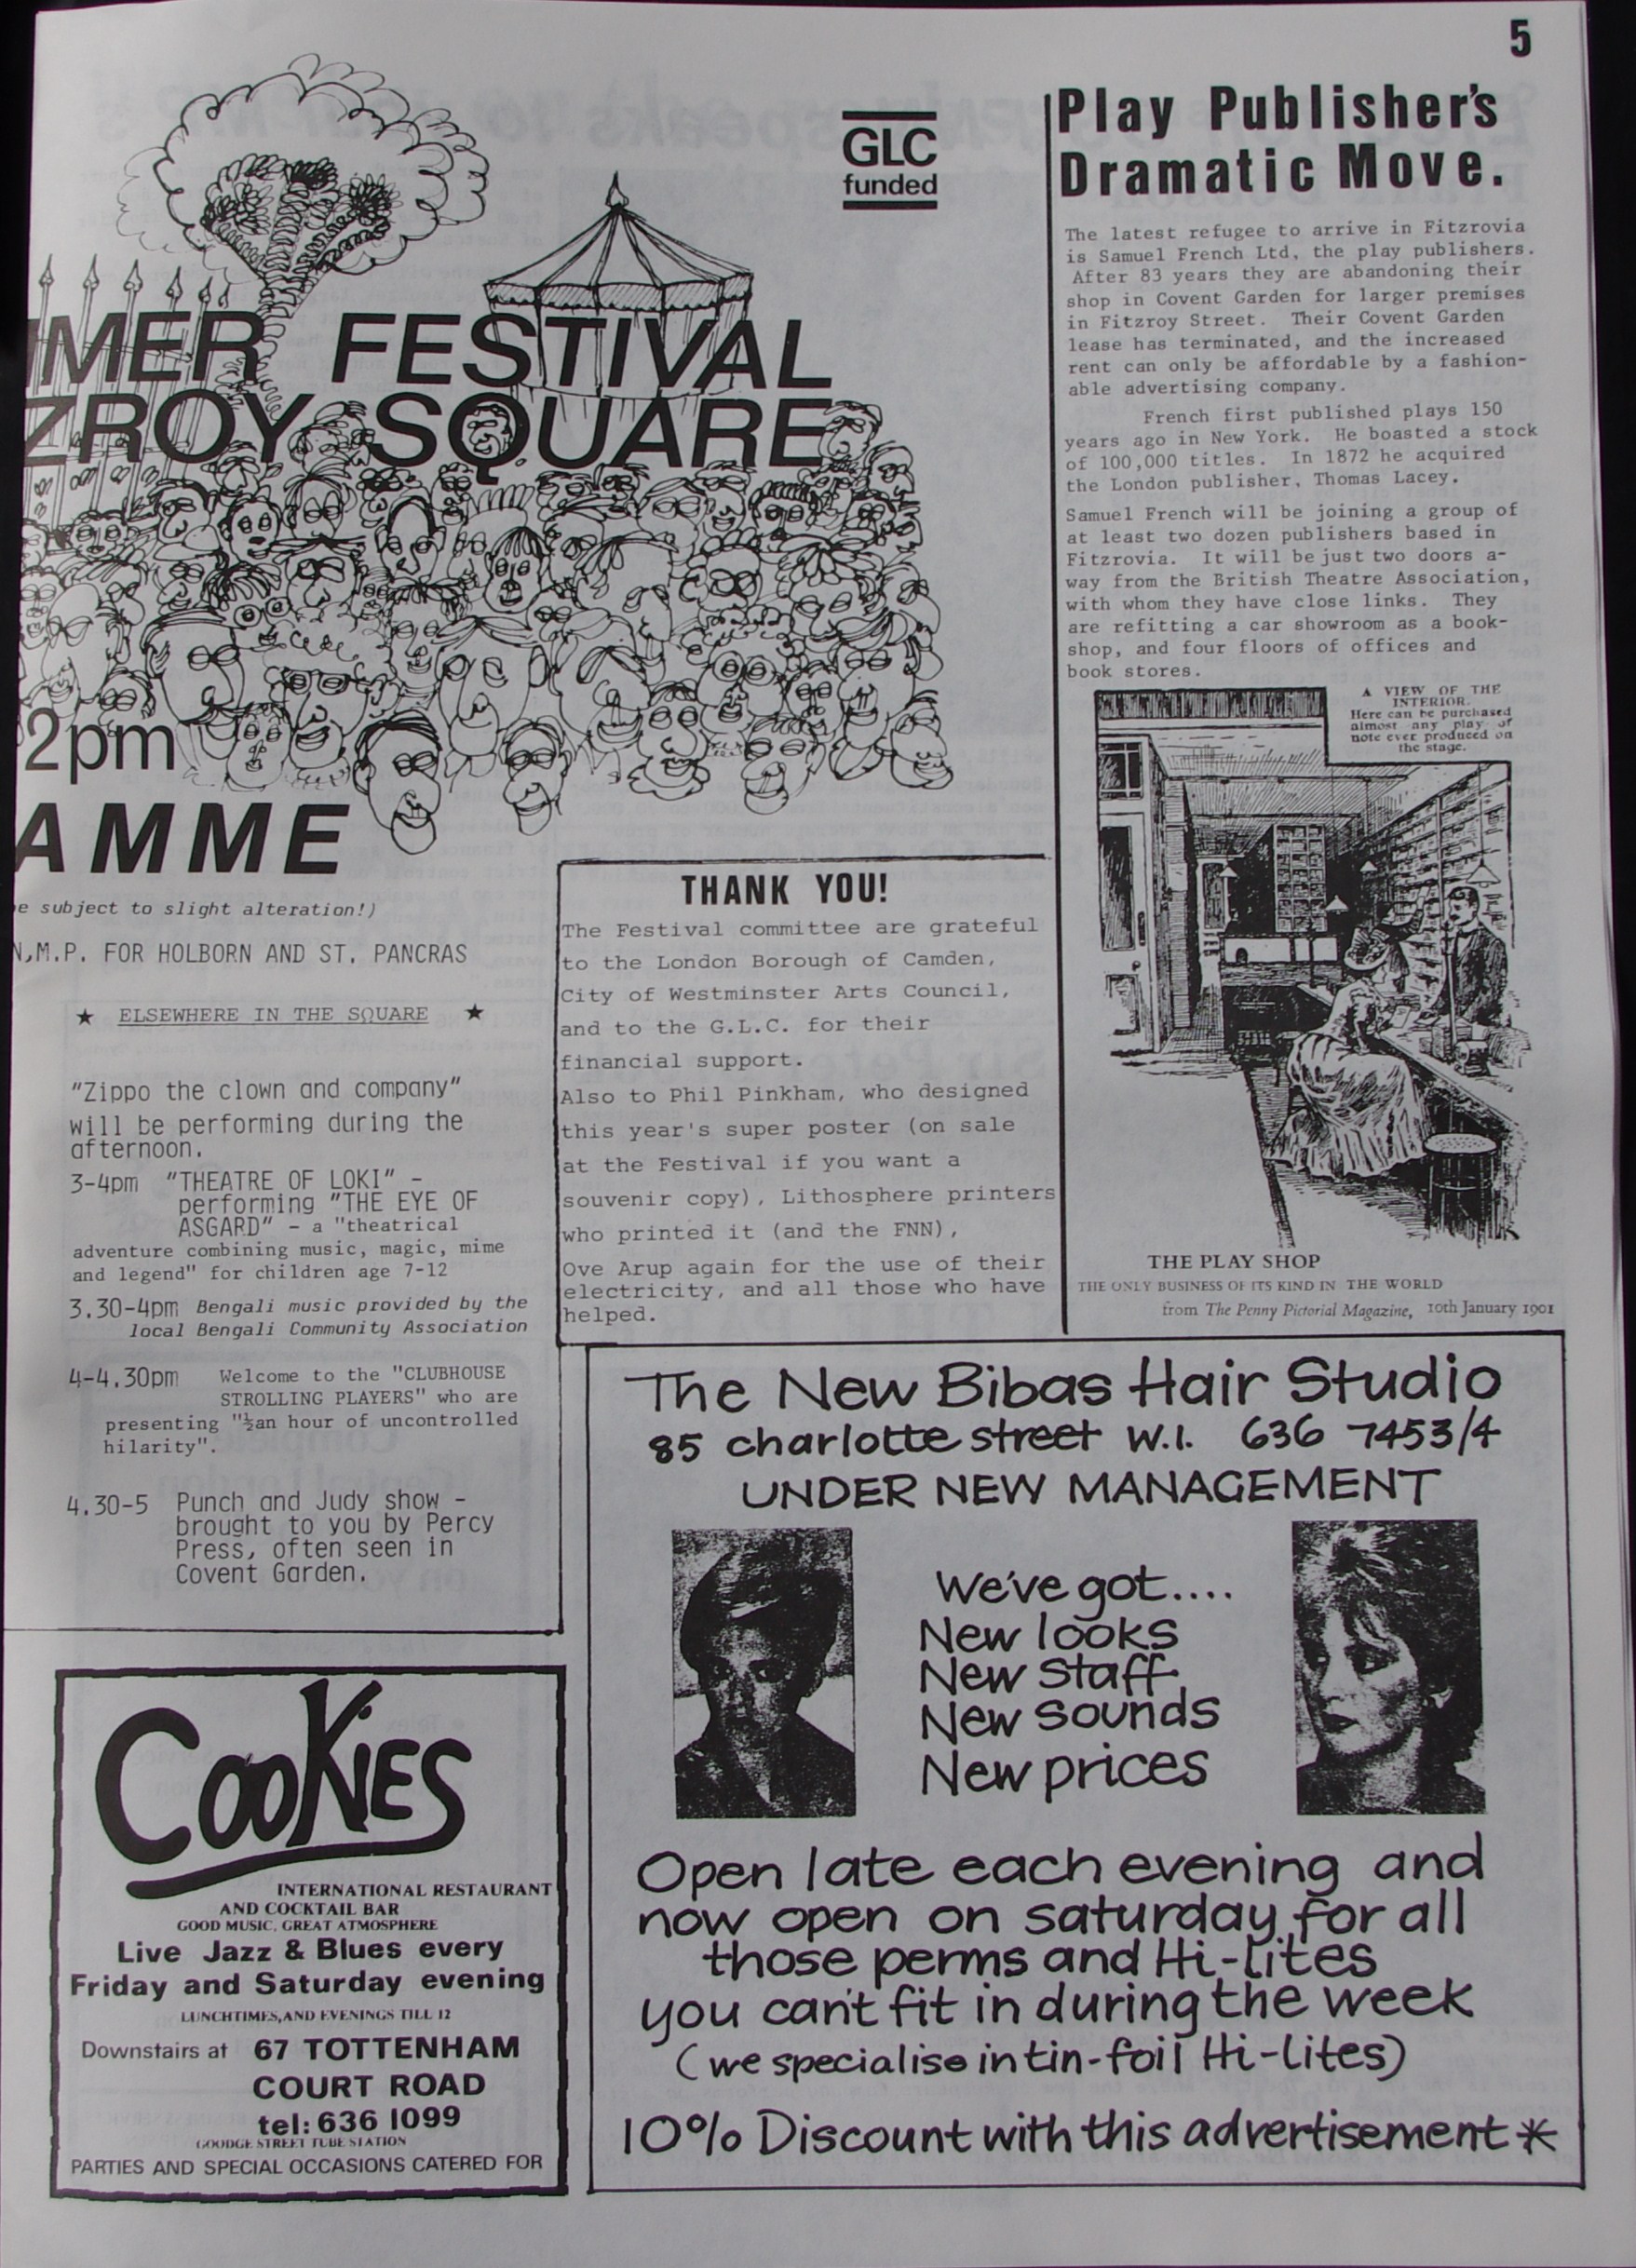 5
GLC
funded
MER FESTIVAL
ZROY SQUARE
2pm
AMME
e subject to slight alteration!)
N,M.P. FOR HOLBORN AND ST. PANCRAS
★ ELSEWHERE IN THE SQUARE ★
"Zippo the clown and company"
will be performing during the
afternoon.
3-4pm "THEATRE OF LOKI" -
performing "THE EYE OF
ASGARD" - a "theatrical
adventure combining music, magic, mime
and legend" for children age 7-12
3.30-4pm Bengali music provided by the
local Bengali Community Association
4-4.30pm Welcome to the "CLUBHOUSE
STROLLING PLAYERS" who are
presenting "½an hour of uncontrolled
hilarity".
4.30-5 Punch and Judy show -
brought to you by Percy
Press, often seen in
Covent Garden.
THANK YOU!
The Festival committee are grateful
to the London Borough of Camden,
City of Westminster Arts Council,
and to the G.L.C. for their
financial support.
Also to Phil Pinkham, who designed
this year's super poster (on sale
at the Festival if you want a
souvenir copy), Lithosphere printers
who printed it (and the FNN),
Ove Arup again for the use of their
electricity, and all those who have
helped.
Play Publisher's
Dramatic Move.
The latest refugee to arrive in Fitzrovia
is Samuel French Ltd, the play publishers.
After 83 years they are abandoning their
shop in Covent Garden for larger premises
in Fitzroy Street. Their Covent Garden
lease has terminated, and the increased
rent can only be affordable by a fashion-
able advertising company.
French first published plays 150
years ago in New York. He boasted a stock
of 100,000 titles. In 1872 he acquired
the London publisher, Thomas Lacey.
Samuel French will be joining a group of
at least two dozen publishers based in
Fitzrovia. It will be just two doors a-
way from the British Theatre Association,
with whom they have close links. They
are refitting a car showroom as a book-
shop, and four floors of offices and
book stores.
A VIEW OF THE
INTERIOR.
Here can be purchased
almost any play of
note ever produced on
the stage.
THE PLAY SHOP
THE ONLY BUSINESS OF ITS KIND IN THE WORLD
from The Penny Pictorial Magazine, 10th January 1901
COOKIES
INTERNATIONAL RESTAURANT
AND COCKTAIL BAR
GOOD MUSIC, GREAT ATMOSPHERE
Live Jazz & Blues every
Friday and Saturday evening
LUNCHTIMES,AND EVENINGS TILL 12
Downstairs at 67 TOTTENHAM
COURT ROAD
tel: 636 1099
GOODGE STREET TUBE STATION
PARTIES AND SPECIAL OCCASIONS CATERED FOR
The New Bibas Hair Studio
85 charlotte street W.1. 636 7453/4
UNDER NEW MANAGEMENT
We've got....
New looks
New Staff
New Sounds
New prices
Open late each evening and
now open on saturday for all
those perms and Hi-Lites
you can't fit in during the week
(we specialise in tin-foil Hi-Lites)
10% Discount with this advertisement*